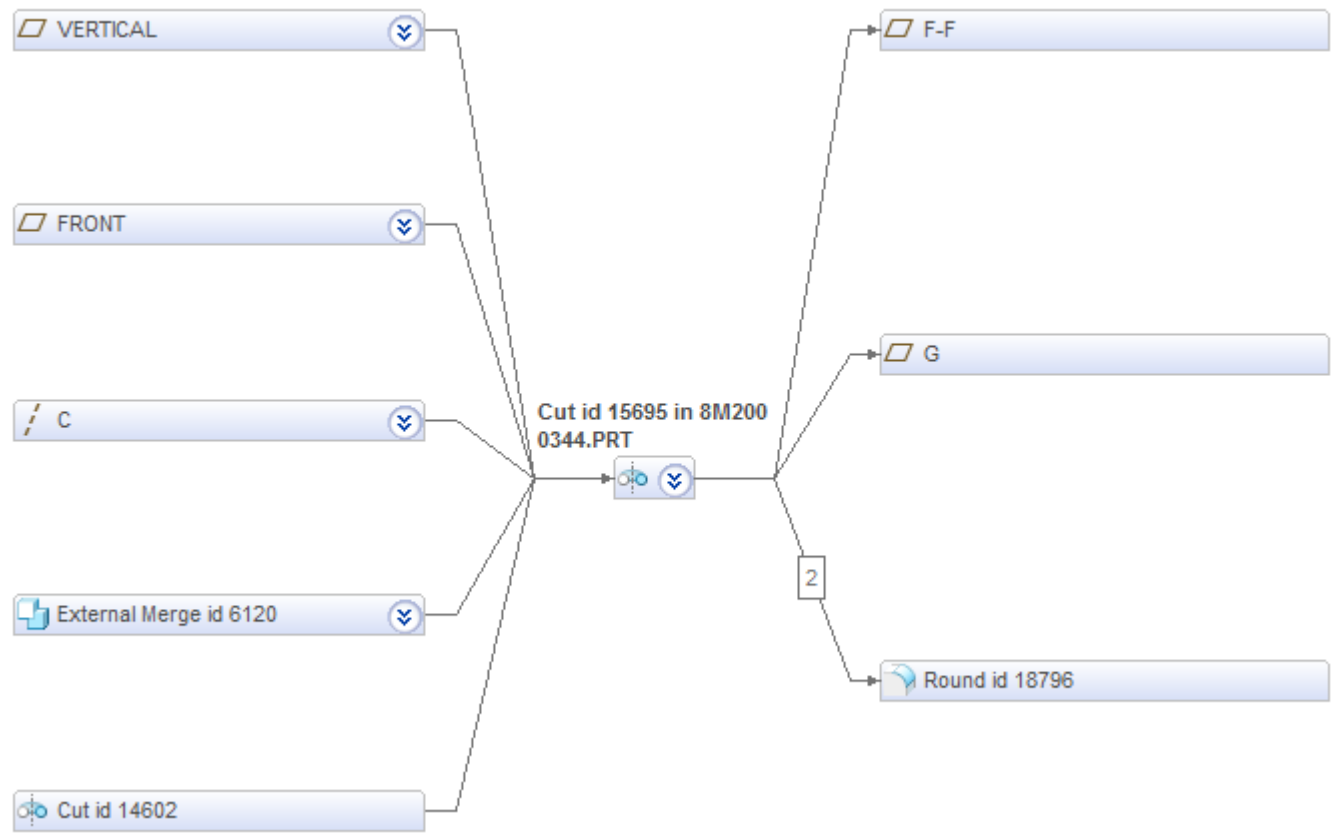 VERTICAL
F-F
FRONT
G
C
Cut id 15695 in 8M200
0344.PRT
2
External Merge id 6120
Round id 18796
Cut id 14602